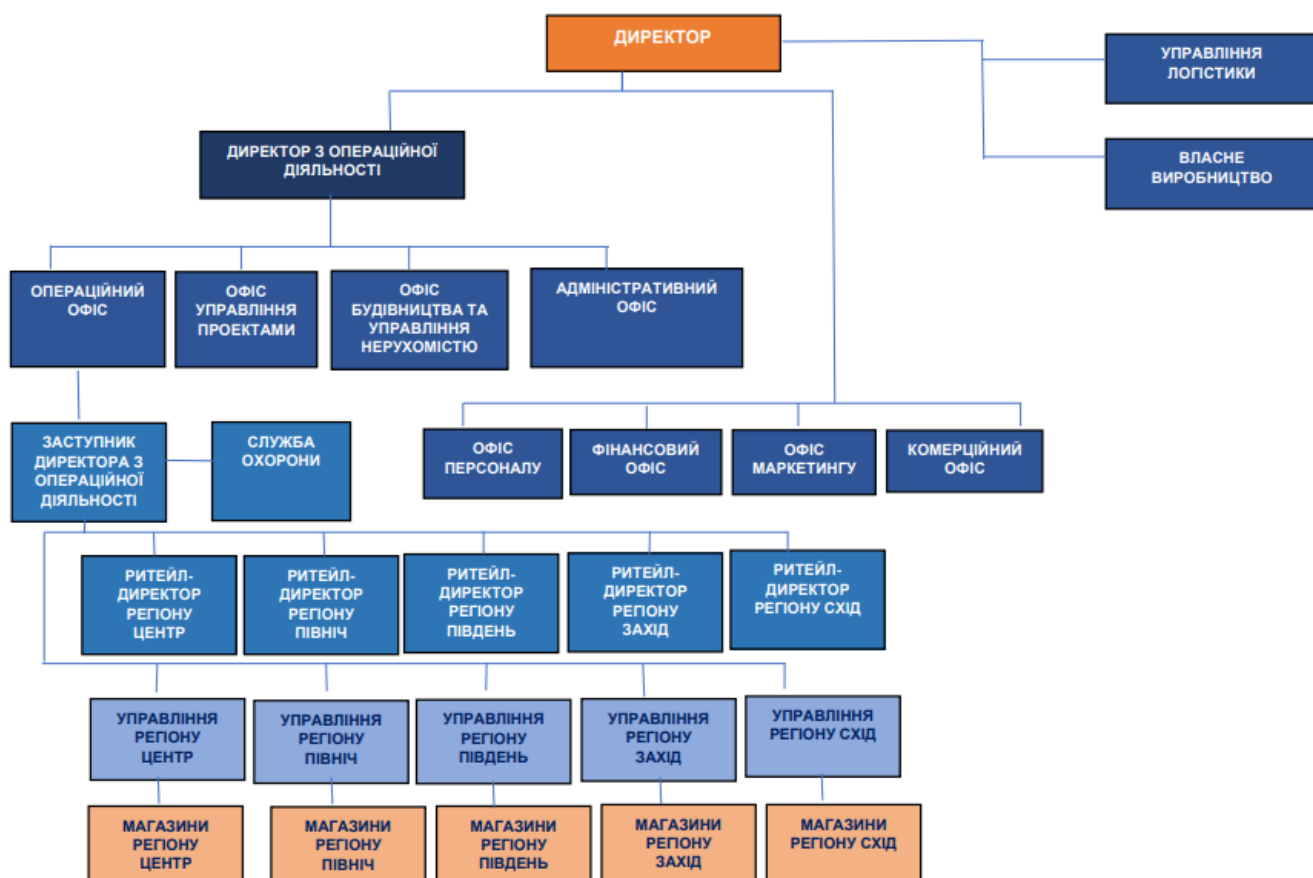 ДИРЕКТОР
УПРАВЛІННЯ
ЛОГІСТИКИ
ДИРЕКТОР З ОПЕРАЦІЙНОЇ
ДІЯЛЬНОСТІ
ВЛАСНЕ
ВИРОБНИЦТВО
ОПЕРАЦІЙНИЙ
ОФІС
ОФІС
УПРАВЛІННЯ
ПРОЕКТАМИ
ОФІС
БУДІВНИЦТВА ТА
УПРАВЛІННЯ
НЕРУХОМІСТЮ
АДМІНІСТРАТИВНИЙ
ОФІС
ЗАСТУПНИК
ДИРЕКТОРА З
ОПЕРАЦІЙНОЇ
ДІЯЛЬНОСТІ
СЛУЖБА
ОХОРОНИ
ОФІС
ПЕРСОНАЛУ
ФІНАНСОВИЙ
ОФІС
ОФІС
МАРКЕТИНГУ
КОМЕРЦІЙНИЙ
ОФІС
РИТЕЙЛ-
ДИРЕКТОР
РЕГІОНУ
ЦЕНТР
РИТЕЙЛ-
ДИРЕКТОР
РЕГІОНУ
ПІВНІЧ
РИТЕЙЛ-
ДИРЕКТОР
РЕГІОНУ
ПІВДЕНЬ
РИТЕЙЛ-
ДИРЕКТОР
РЕГІОНУ
ЗАХІД
РИТЕЙЛ-
ДИРЕКТОР
РЕГІОНУ СХІД
УПРАВЛІННЯ
РЕГІОНУ
ЦЕНТР
УПРАВЛІННЯ
РЕГІОНУ
ПІВНІЧ
УПРАВЛІННЯ
РЕГІОНУ
ПІВДЕНЬ
УПРАВЛІННЯ
РЕГІОНУ
ЗАХІД
УПРАВЛІННЯ
РЕГІОНУ СХІД
МАГАЗИНИ
РЕГІОНУ
ЦЕНТР
МАГАЗИНИ
РЕГІОНУ
ПІВНІЧ
МАГАЗИНИ
РЕГІОНУ
ПІВДЕНЬ
МАГАЗИНИ
РЕГІОНУ
ЗАХІД
МАГАЗИНИ
РЕГІОНУ СХІД